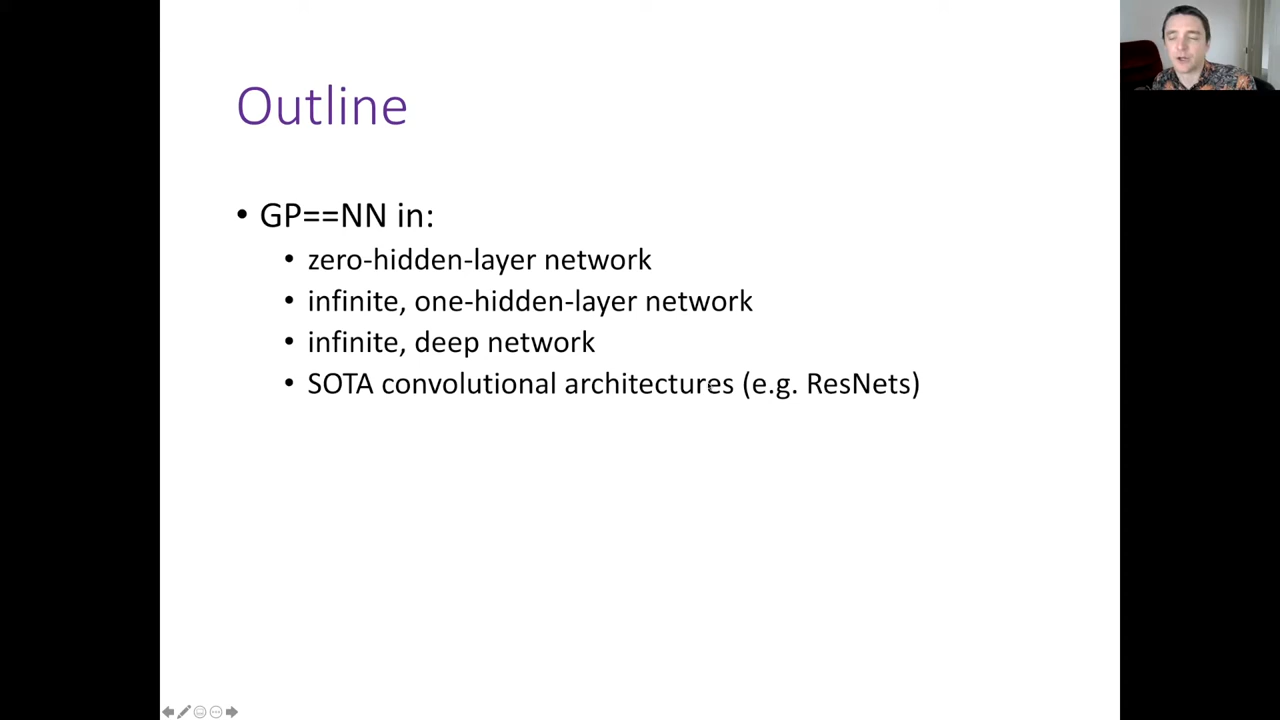 Outline
• GP==NN in:
• zero-hidden-layer network
• infinite, one-hidden-layer network
• infinite, deep network
• SOTA convolutional architectures (e.g. ResNets)